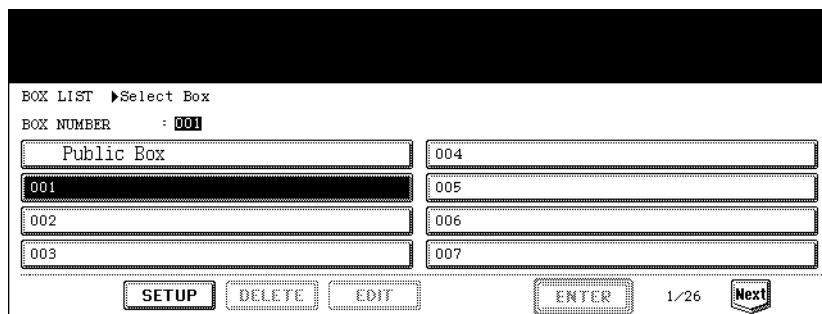 BOX LIST ▶Select Box
BOX NUMBER : 001
Public Box
001
002
003
004
005
006
007
SETUP DELETE EDIT ENTER 1/26 Next